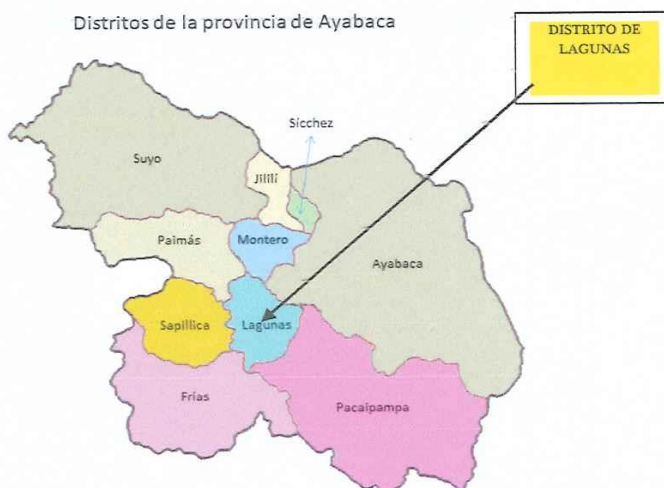 Distritos de la provincia de Ayabaca
DISTRITO DE
LAGUNAS
Sicchez
Suyo
Jililí
Paimás
Montero
Ayabaca
Sapillica
Lagunas
Frías
Pacaipampa